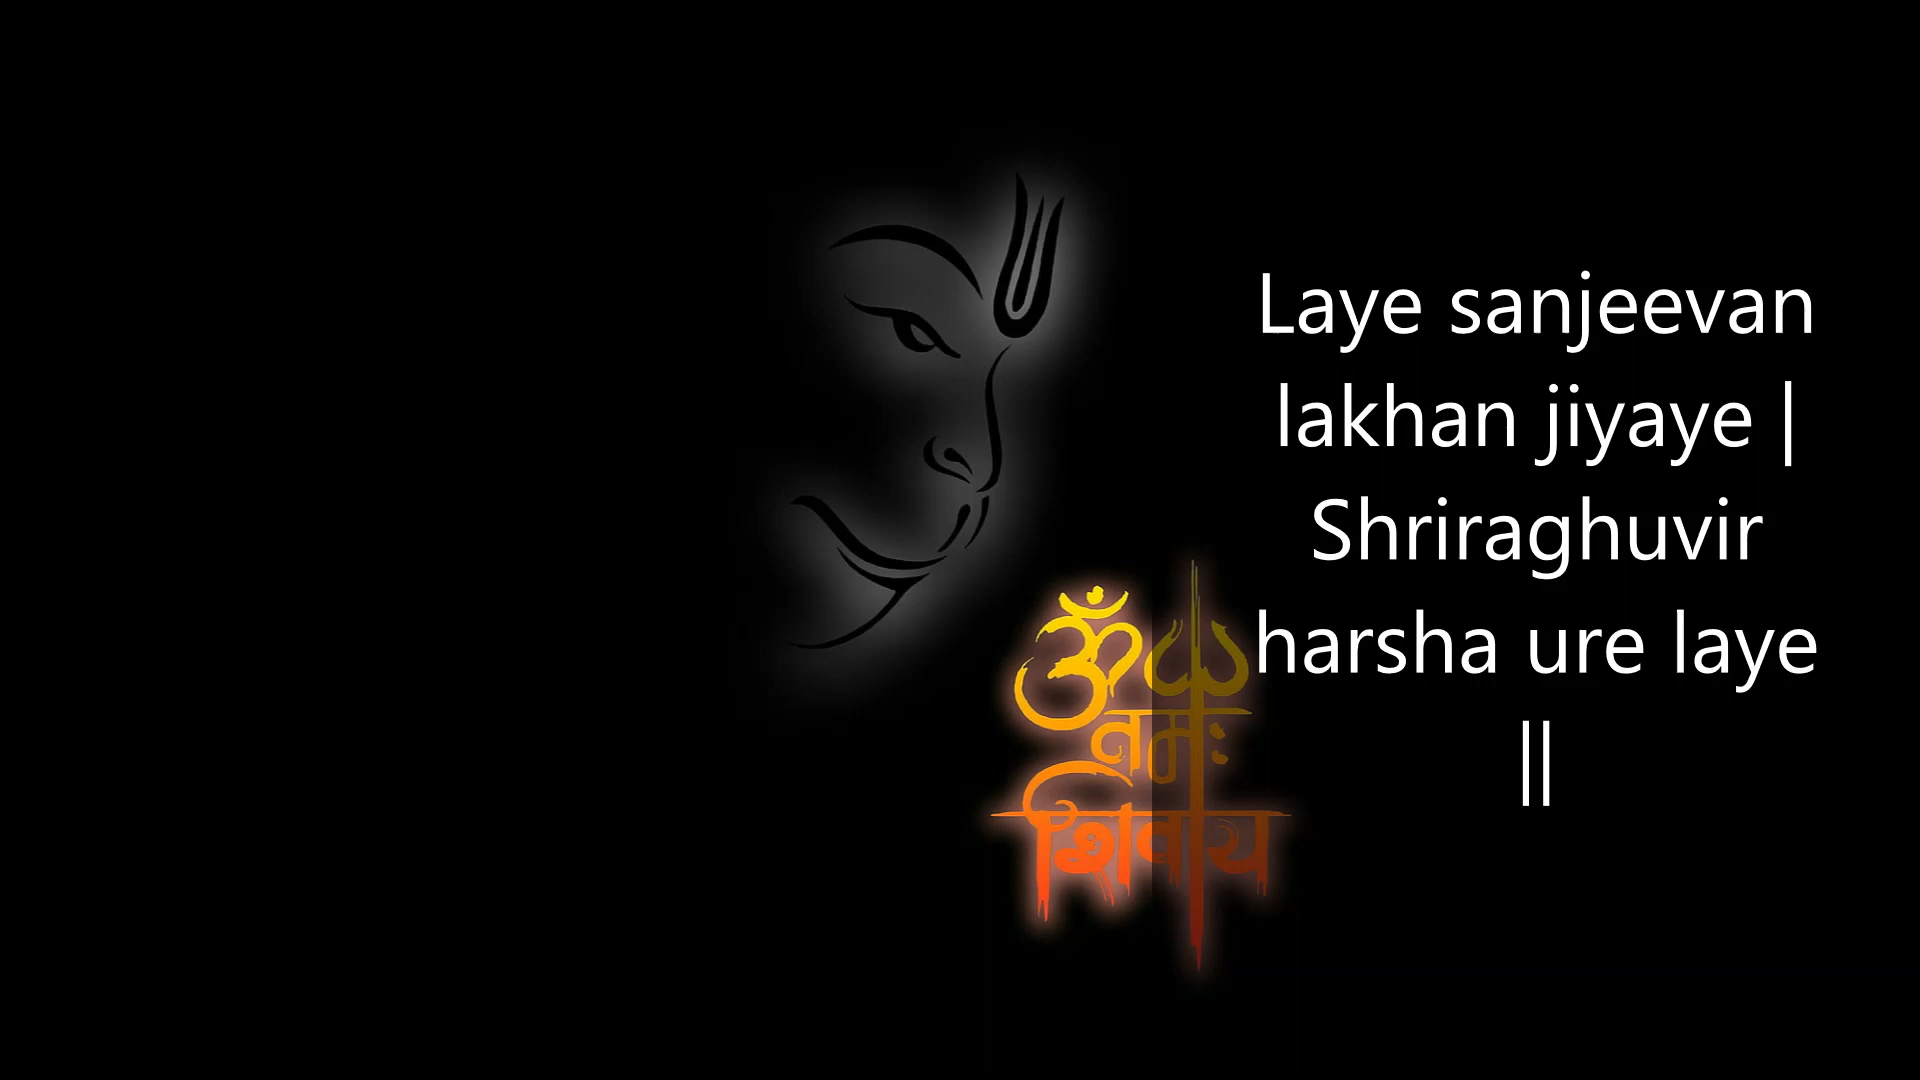 Laye sanjeevan
lakhan jiyaye |
Shriraghuvir
harsha ure laye
||
ॐ
नमः
शिवाय